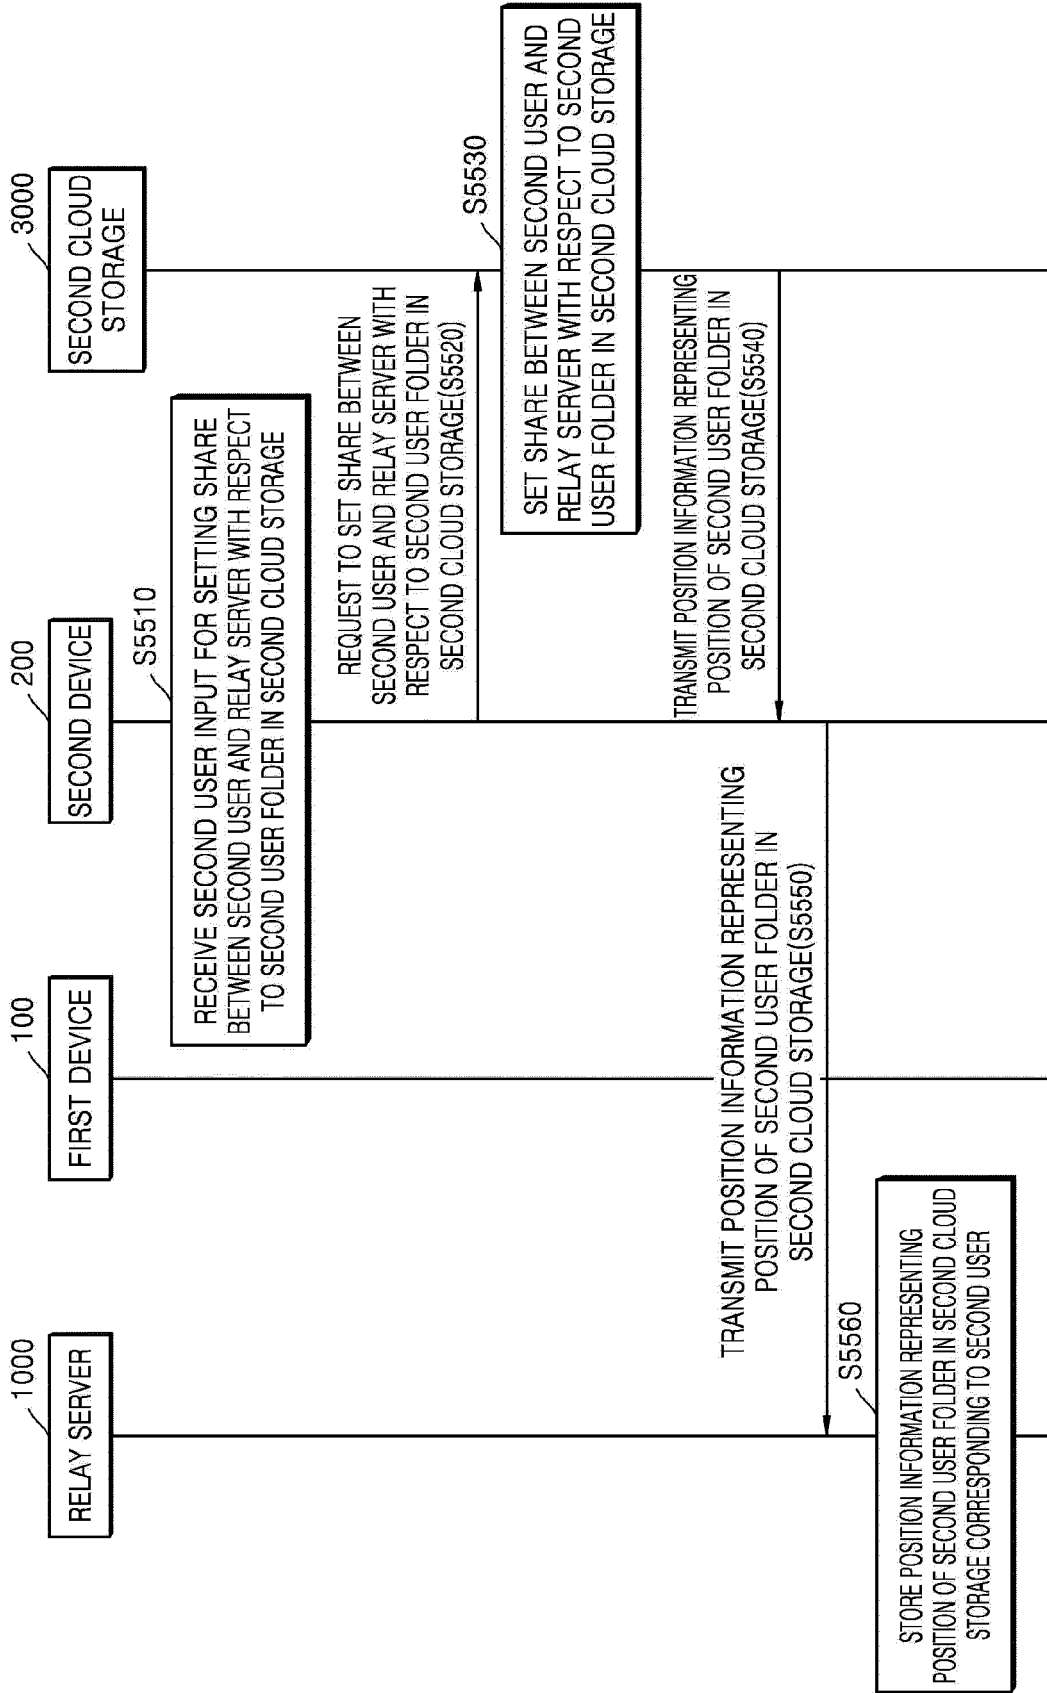 1000
RELAY SERVER
100
FIRST DEVICE
200
SECOND DEVICE
3000
SECOND CLOUD
STORAGE
S5510
RECEIVE SECOND USER INPUT FOR SETTING SHARE
BETWEEN SECOND USER AND RELAY SERVER WITH RESPECT
TO SECOND USER FOLDER IN SECOND CLOUD STORAGE
REQUEST TO SET SHARE BETWEEN
SECOND USER AND RELAY SERVER WITH
RESPECT TO SECOND USER FOLDER IN
SECOND CLOUD STORAGE(S5520)
S5530
SET SHARE BETWEEN SECOND USER AND
RELAY SERVER WITH RESPECT TO SECOND
USER FOLDER IN SECOND CLOUD STORAGE
TRANSMIT POSITION INFORMATION REPRESENTING
POSITION OF SECOND USER FOLDER IN
SECOND CLOUD STORAGE(S5540)
TRANSMIT POSITION INFORMATION REPRESENTING
POSITION OF SECOND USER FOLDER IN
SECOND CLOUD STORAGE(S5550)
S5560
STORE POSITION INFORMATION REPRESENTING
POSITION OF SECOND USER FOLDER IN SECOND CLOUD
STORAGE CORRESPONDING TO SECOND USER